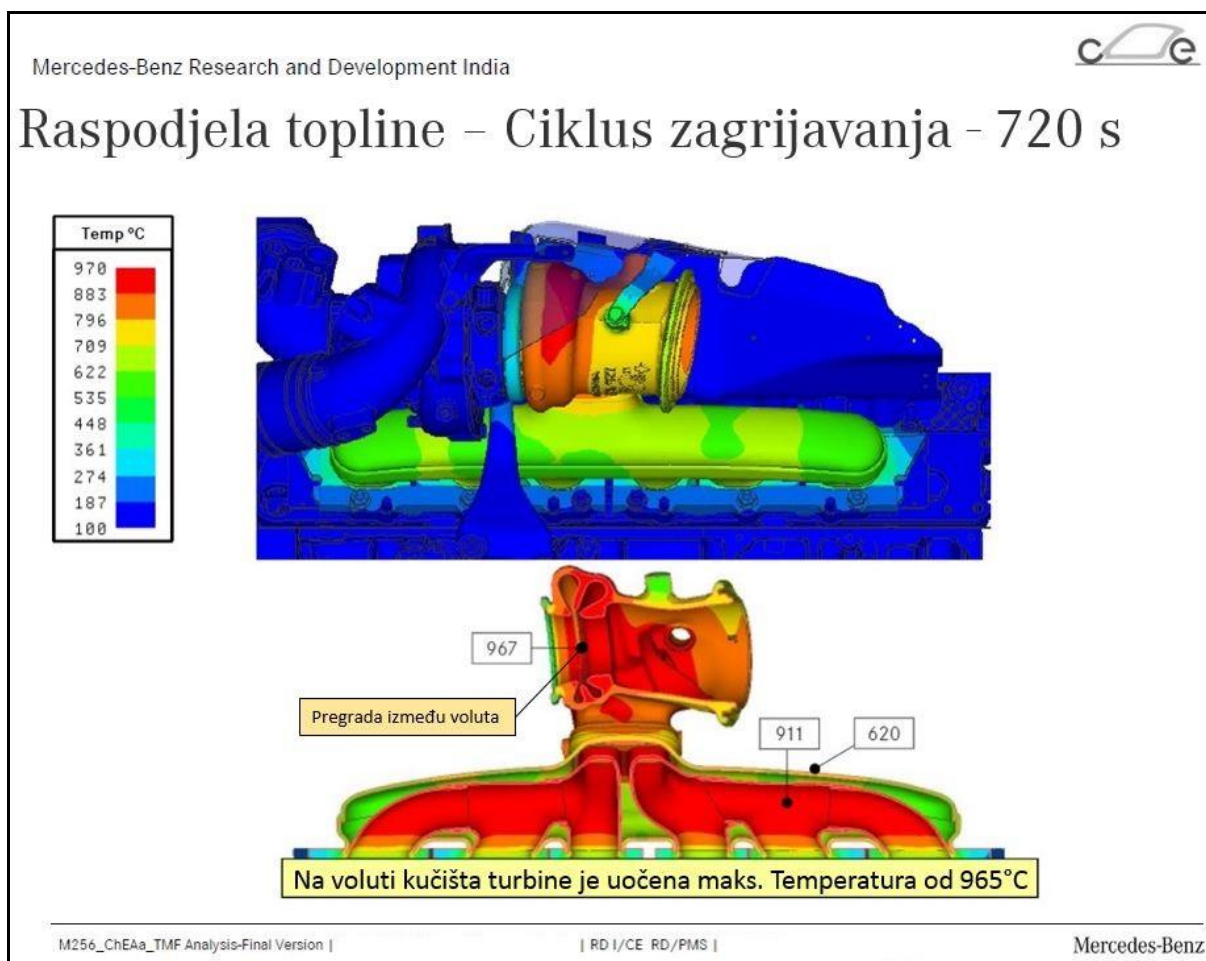 ce
Mercedes-Benz Research and Development India
Raspodjela topline – Ciklus zagrijavanja - 720 s
Temp °C
970
883
796
709
622
535
448
361
274
187
100
967
Pregrada između voluta
911
620
Na voluti kučišta turbine je uočena maks. Temperatura od 965°C
M256_ChEAa_TMF Analysis-Final Version |
| RD I/CE RD/PMS |
Mercedes-Benz